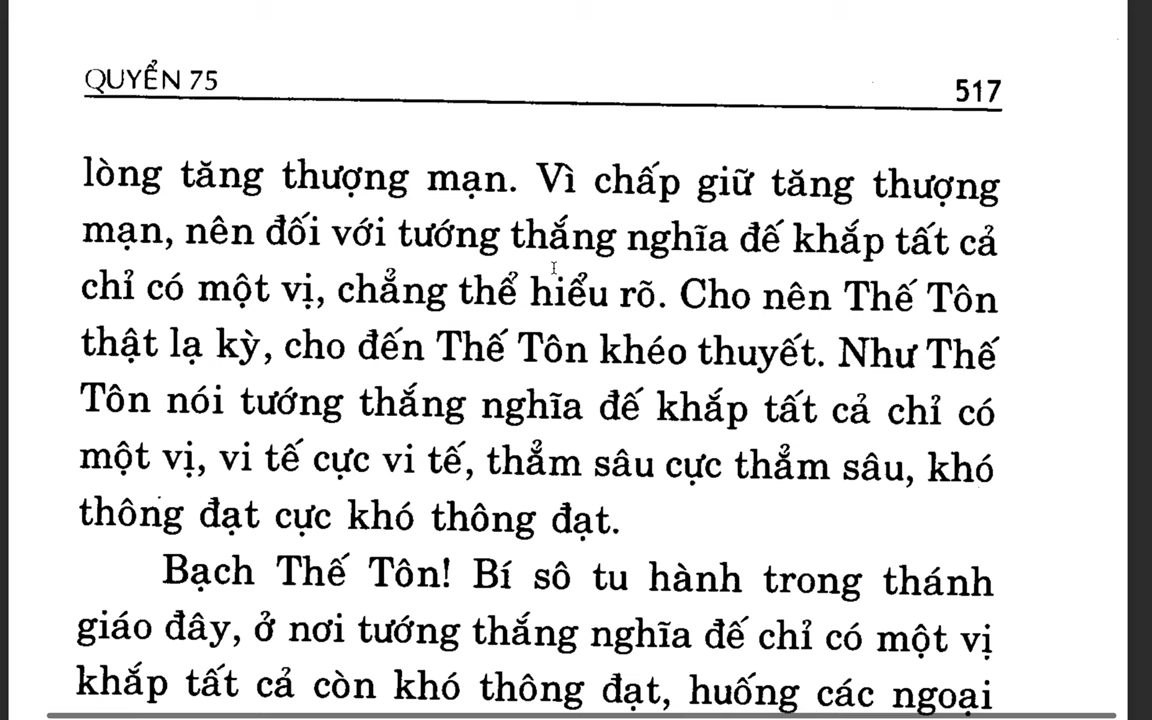 QUYỂN 75
517
lòng tăng thượng mạn. Vì chấp giữ tăng thượng
mạn, nên đối với tướng thắng nghĩa đế khắp tất cả
chỉ có một vị, chẳng thể hiểu rõ. Cho nên Thế Tôn
thật lạ kỳ, cho đến Thế Tôn khéo thuyết. Như Thế
Tôn nói tướng thắng nghĩa đế khắp tất cả chỉ có
một vị, vi tế cực vi tế, thẳm sâu cực thẳm sâu, khó
thông đạt cực khó thông đạt.
Bạch Thế Tôn! Bí sô tu hành trong thánh
giáo đây, ở nơi tướng thắng nghĩa đế chỉ có một vị
khắp tất cả còn khó thông đạt, huống các ngoại